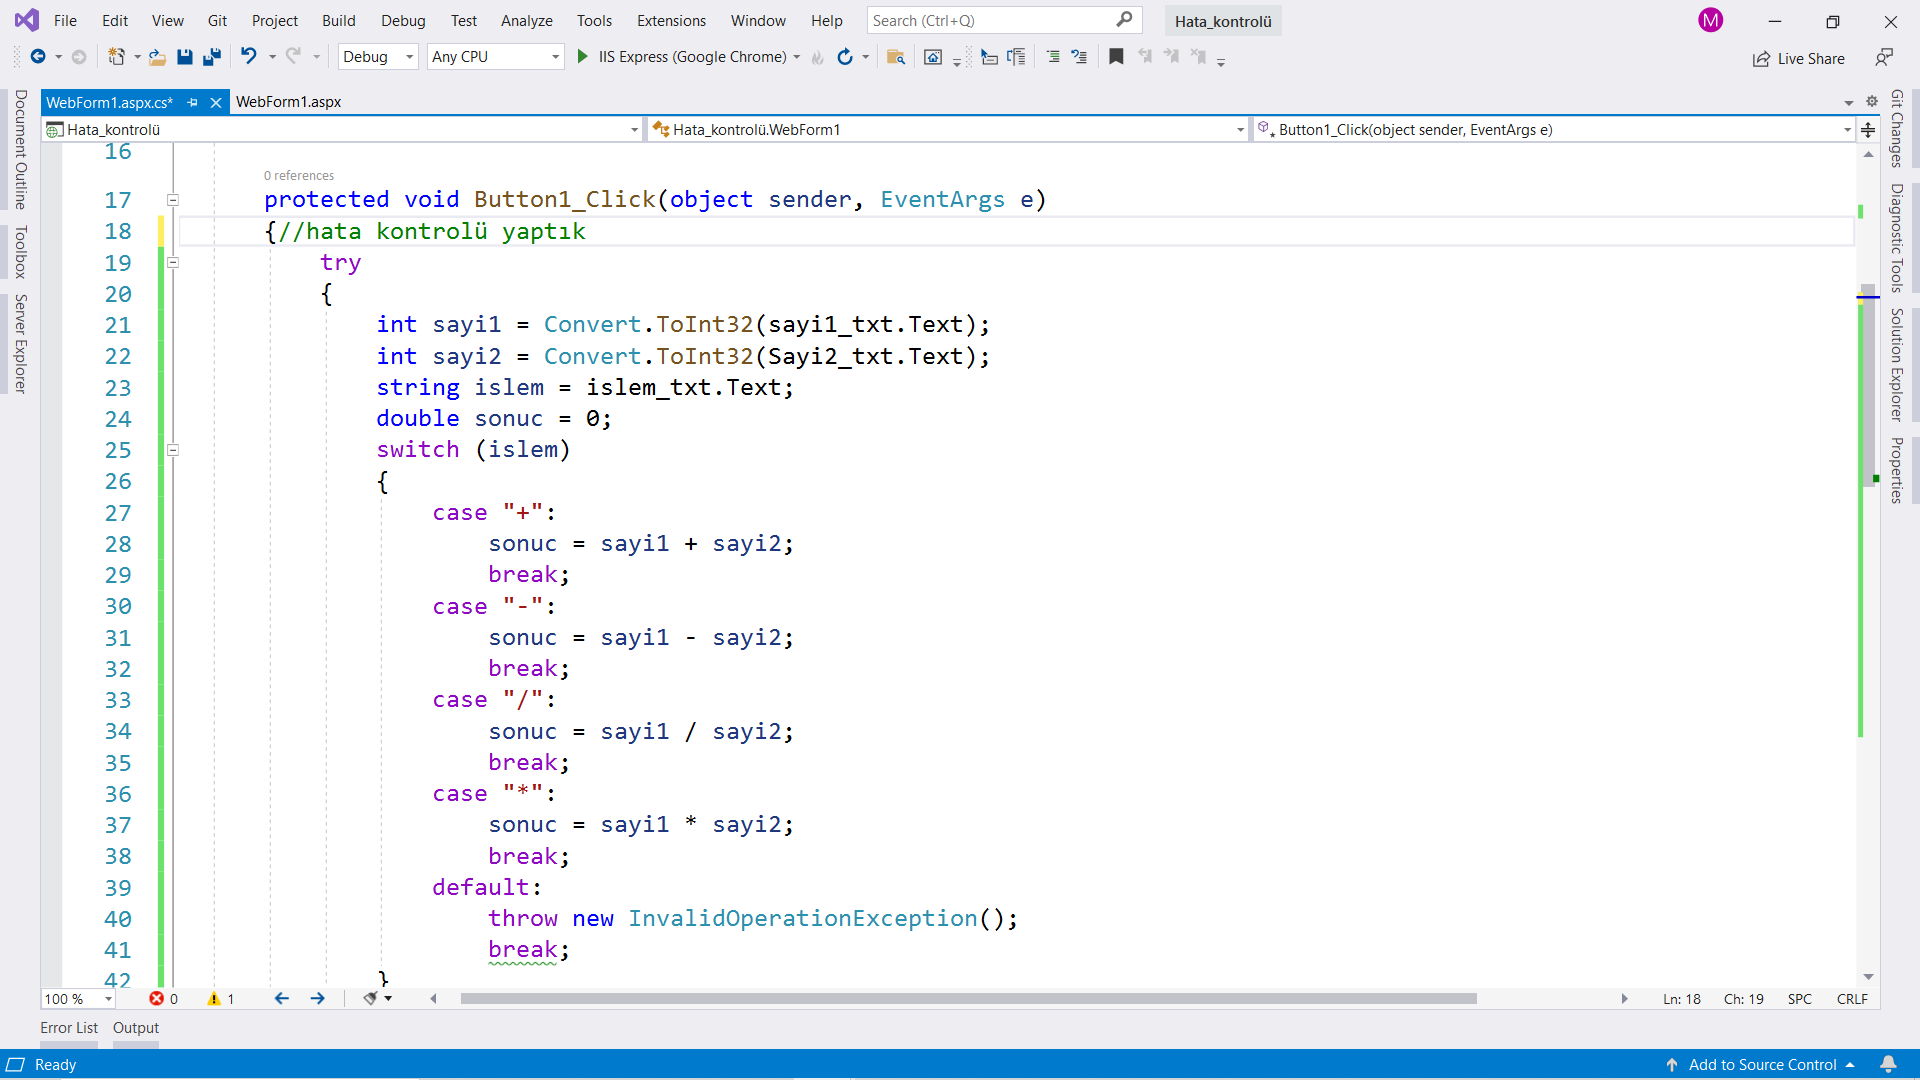 File Edit View Git Project Build Debug Test Analyze Tools Extensions Window Help Search (Ctrl+Q) Hata_kontrolü M
Debug Any CPU IIS Express (Google Chrome) Live Share
WebForm1.aspx.cs* WebForm1.aspx
Hata_kontrolü Hata_kontrolü.WebForm1 Button1_Click(object sender, EventArgs e)
Document Outline
Toolbox
Server Explorer
16
0 references
17 protected void Button1_Click(object sender, EventArgs e)
18 {//hata kontrolü yaptık
19 try
20 {
21 int sayi1 = Convert.ToInt32(sayi1_txt.Text);
22 int sayi2 = Convert.ToInt32(Sayi2_txt.Text);
23 string islem = islem_txt.Text;
24 double sonuc = 0;
25 switch (islem)
26 {
27 case "+":
28 sonuc = sayi1 + sayi2;
29 break;
30 case "-":
31 sonuc = sayi1 - sayi2;
32 break;
33 case "/":
34 sonuc = sayi1 / sayi2;
35 break;
36 case "*":
37 sonuc = sayi1 * sayi2;
38 break;
39 default:
40 throw new InvalidOperationException();
41 break;
42 }
Git Changes
Diagnostic Tools
Solution Explorer
Properties
100 % 0 1 Ln: 18 Ch: 19 SPC CRLF
Error List Output
Ready Add to Source Control